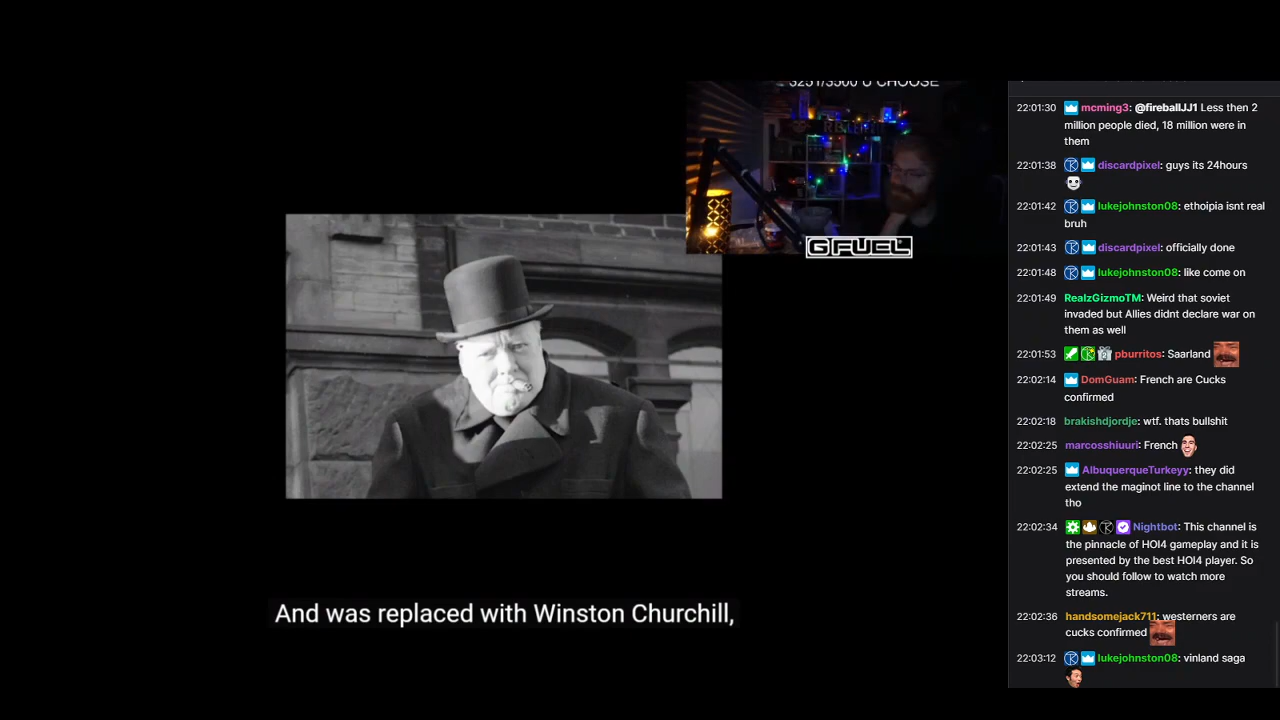 3251/3500 U CHOOSE
G FUEL
And was replaced with Winston Churchill,
22:01:30 mcming3: @fireballJJ1 Less then 2
million people died, 18 million were in
them
22:01:38 discardpixel: guys its 24hours
22:01:42 lukejohnston08: ethoipia isnt real
bruh
22:01:43 discardpixel: officially done
22:01:48 lukejohnston08: like come on
22:01:49 RealzGizmoTM: Weird that soviet
invaded but Allies didnt declare war on
them as well
22:01:53 pburritos: Saarland
22:02:14 DomGuam: French are Cucks
confirmed
22:02:18 brakishdjordje: wtf. thats bullshit
22:02:25 marcosshiuuri: French
22:02:25 AlbuquerqueTurkeyy: they did
extend the maginot line to the channel
tho
22:02:34 Nightbot: This channel is
the pinnacle of HOI4 gameplay and it is
presented by the best HOI4 player. So
you should follow to watch more
streams.
22:02:36 handsomejack711: westerners are
cucks confirmed
22:03:12 lukejohnston08: vinland saga